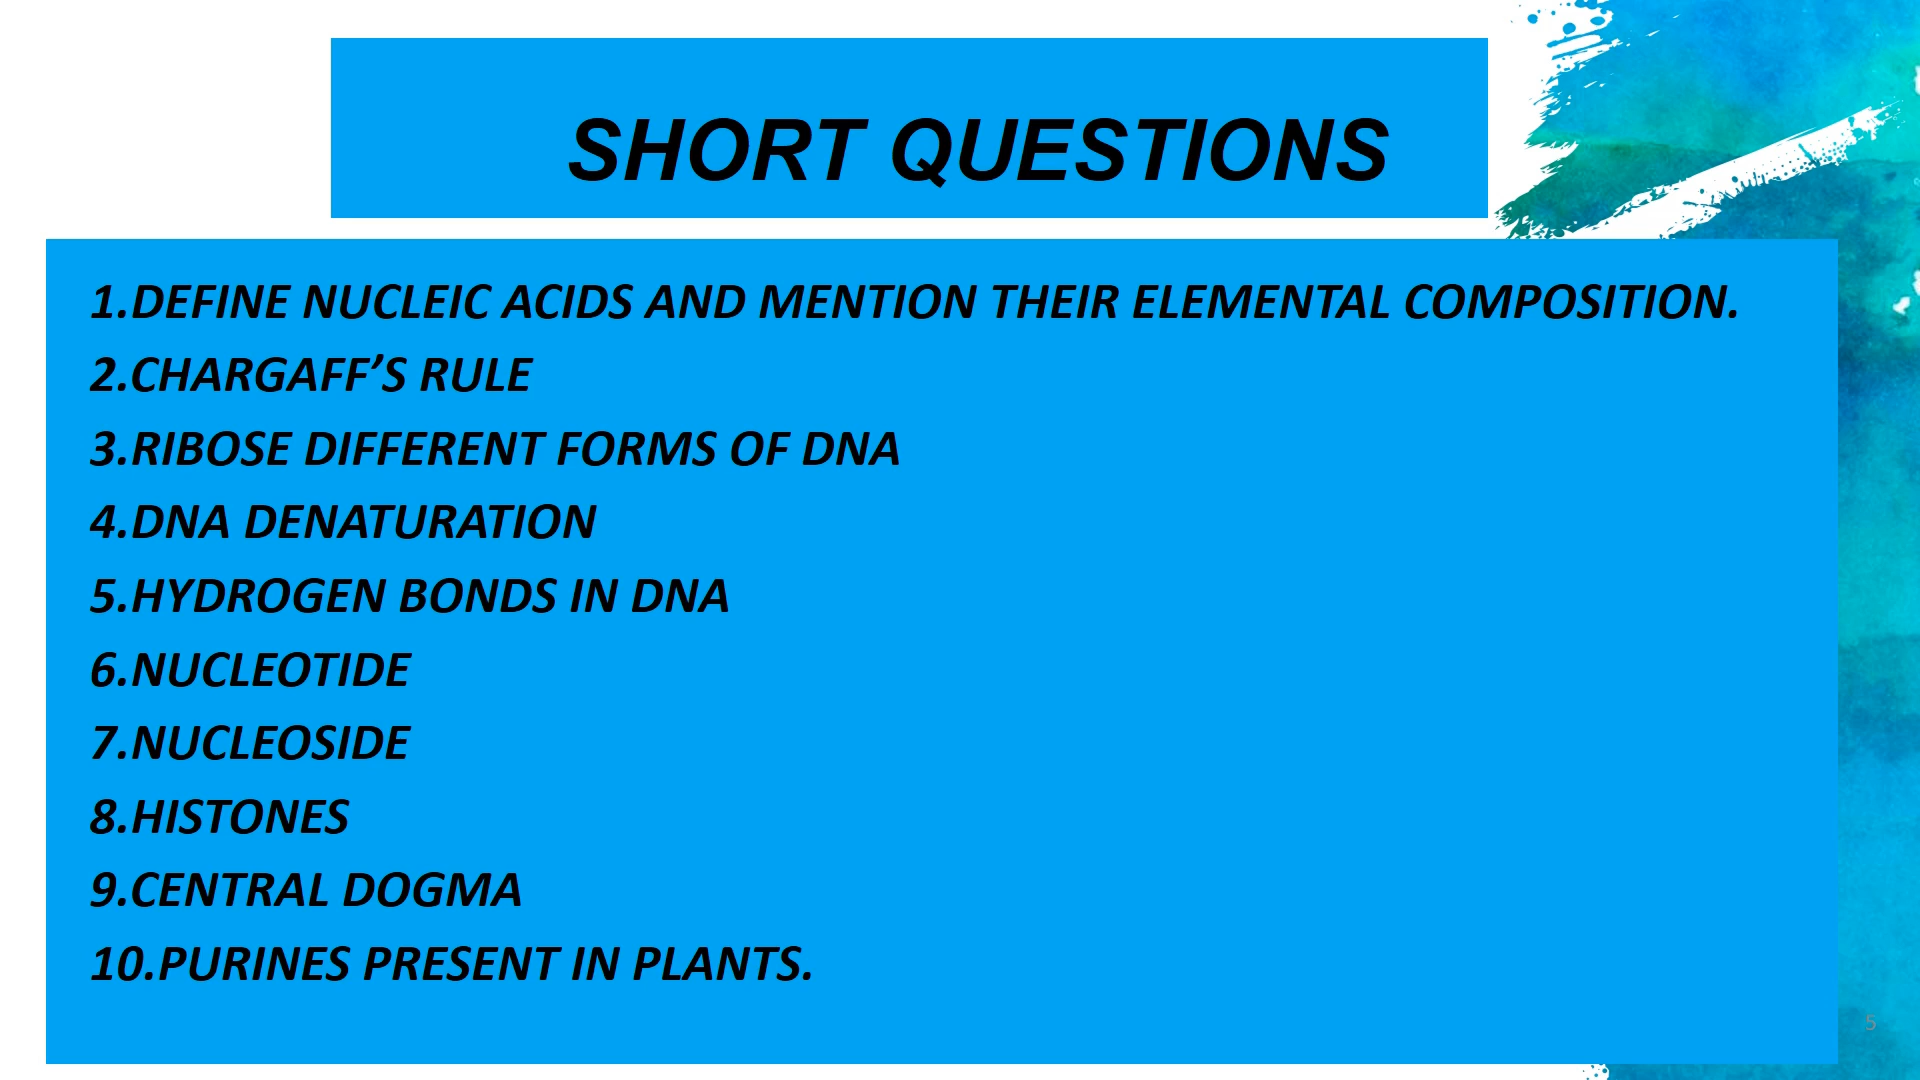 SHORT QUESTIONS
1.DEFINE NUCLEIC ACIDS AND MENTION THEIR ELEMENTAL COMPOSITION.
2.CHARGAFF’S RULE
3.RIBOSE DIFFERENT FORMS OF DNA
4.DNA DENATURATION
5.HYDROGEN BONDS IN DNA
6.NUCLEOTIDE
7.NUCLEOSIDE
8.HISTONES
9.CENTRAL DOGMA
10.PURINES PRESENT IN PLANTS.
5